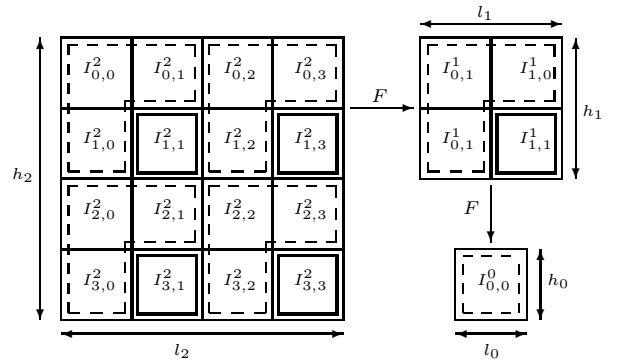 l_1
I^2_{0,0} I^2_{0,1} I^2_{0,2} I^2_{0,3} I^1_{0,1} I^1_{1,0}
F
h_1
I^2_{1,0} I^2_{1,1} I^2_{1,2} I^2_{1,3} I^1_{0,1} I^1_{1,1}
h_2
I^2_{2,0} I^2_{2,1} I^2_{2,2} I^2_{2,3} F
I^2_{3,0} I^2_{3,1} I^2_{3,2} I^2_{3,3} I^0_{0,0} h_0
l_2 l_0